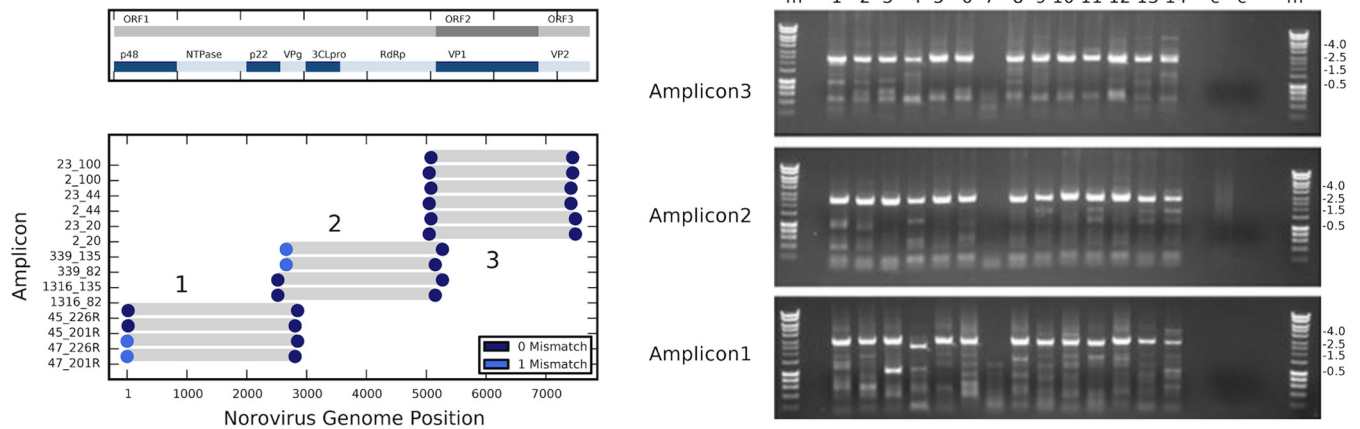 ORF1 ORF2 ORF3
p48 NTPase p22 VPg 3CLpro RdRp VP1 VP2
Amplicon
23_100
2_100
23_44
2_44
23_20
2_20
339_135
339_82
1316_135
1316_82
45_226R
45_201R
47_226R
47_201R
1
2
3
0 Mismatch
1 Mismatch
1 1000 2000 3000 4000 5000 6000 7000
Norovirus Genome Position
m 1 2 3 4 5 6 7 8 9 10 11 12 13 14 c c m
Amplicon3
-4.0
-2.5
-1.5
-0.5
Amplicon2
-4.0
-2.5
-1.5
-0.5
Amplicon1
-4.0
-2.5
-1.5
-0.5